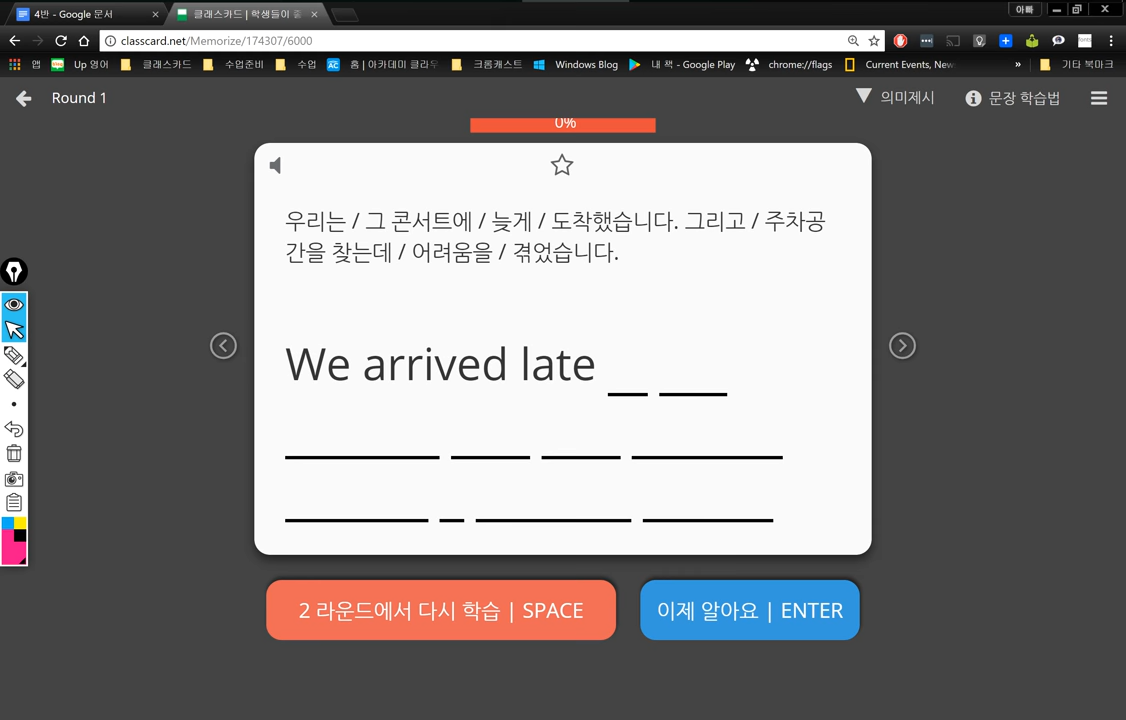 4반 - Google 문서
클래스카드 | 학생들이 좋
아빠
classcard.net/Memorize/174307/6000
앱
Up 영어
클래스카드
수업준비
수업
홈 | 아카데미 클라우
크롬캐스트
Windows Blog
내 책 - Google Play
chrome://flags
Current Events, New
»
기타 북마크
Round 1
의미제시
문장 학습법
0%
우리는 / 그 콘서트에 / 늦게 / 도착했습니다. 그리고 / 주차공
간을 찾는데 / 어려움을 / 겪었습니다.
We arrived late
2 라운드에서 다시 학습 | SPACE
이제 알아요 | ENTER